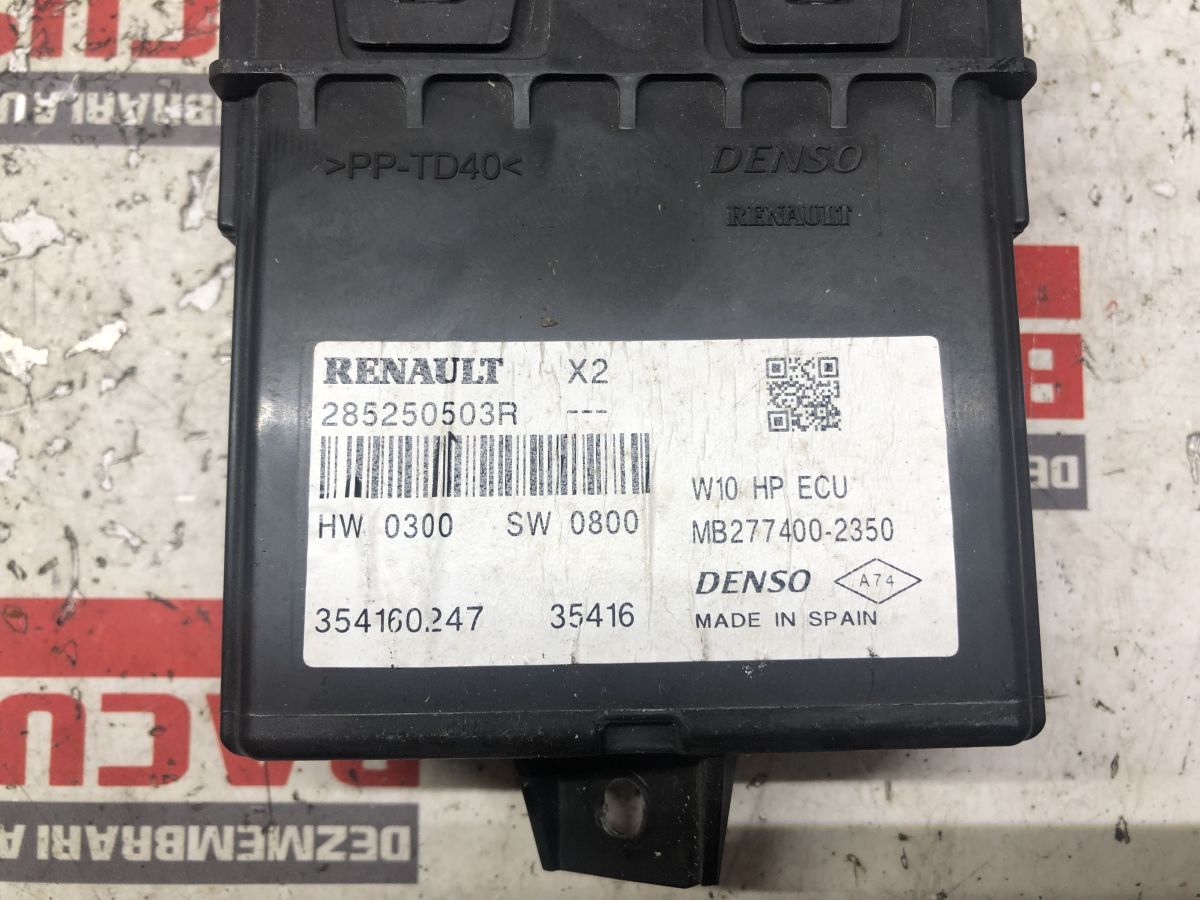 >PP-TD40<
DENSO
RENAULT
RENAULT X2
285250503R ---
W10 HP ECU
HW 0300 SW 0800
MB277400-2350
DENSO A74
354160247 35416
MADE IN SPAIN
DEZMEMBRARI A